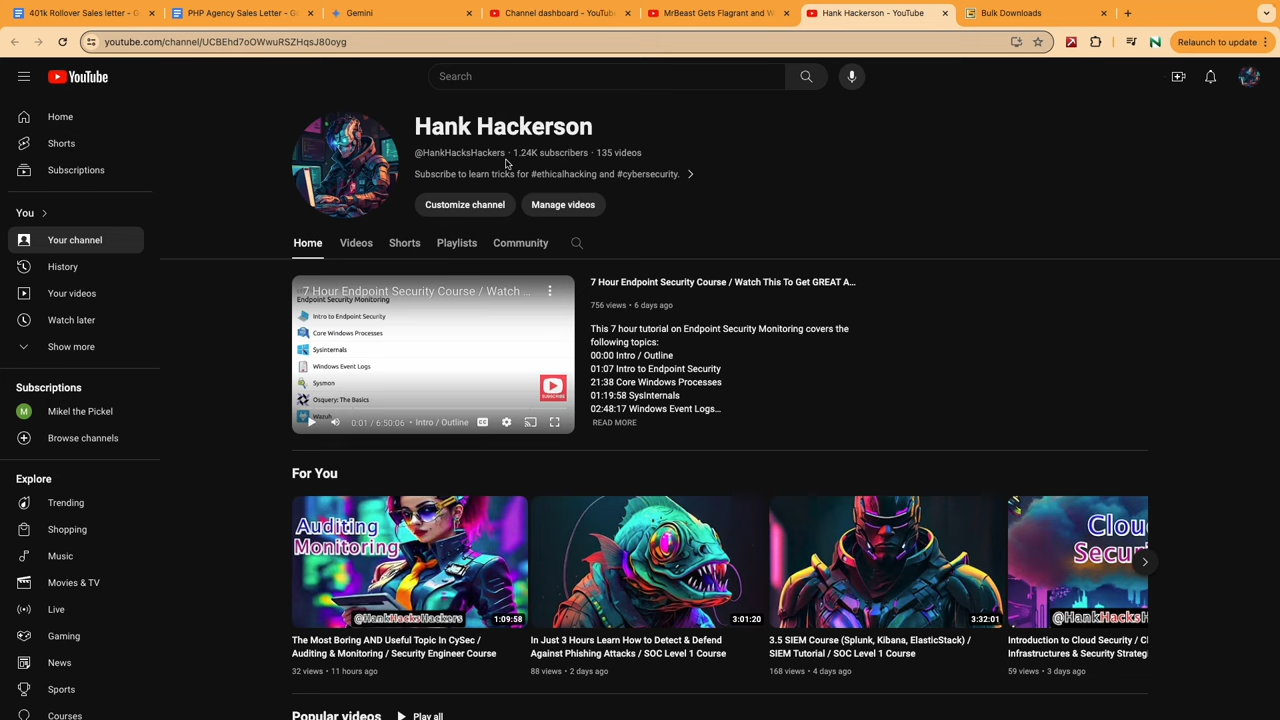 401k Rollover Sales letter - G
PHP Agency Sales Letter - Go
Gemini
Channel dashboard - YouTube
MrBeast Gets Flagrant and W
Hank Hackerson - YouTube
Bulk Downloads
youtube.com/channel/UCBEhd7oOWwuRSZHqsJ80oyg
Relaunch to update
YouTube
Search
Home
Shorts
Subscriptions
You
Your channel
History
Your videos
Watch later
Show more
Subscriptions
M Mikel the Pickel
Browse channels
Explore
Trending
Shopping
Music
Movies & TV
Live
Gaming
News
Sports
Courses
Hank Hackerson
@HankHacksHackers · 1.24K subscribers · 135 videos
Subscribe to learn tricks for #ethicalhacking and #cybersecurity.
Customize channel Manage videos
Home Videos Shorts Playlists Community
7 Hour Endpoint Security Course / Watch ...
Endpoint Security Monitoring
Intro to Endpoint Security
Core Windows Processes
Sysinternals
Windows Event Logs
Sysmon
Osquery: The Basics
Wazuh
SUBSCRIBE
0:01 / 6:50:06 · Intro / Outline
CC
7 Hour Endpoint Security Course / Watch This To Get GREAT A...
756 views · 6 days ago
This 7 hour tutorial on Endpoint Security Monitoring covers the
following topics:
00:00 Intro / Outline
01:07 Intro to Endpoint Security
21:38 Core Windows Processes
01:19:58 SysInternals
02:48:17 Windows Event Logs...
READ MORE
For You
Auditing
Monitoring
@HankHacksHackers
1:09:58
The Most Boring AND Useful Topic In CySec /
Auditing & Monitoring / Security Engineer Course
32 views · 11 hours ago
3:01:20
In Just 3 Hours Learn How to Detect & Defend
Against Phishing Attacks / SOC Level 1 Course
88 views · 2 days ago
3:32:01
3.5 SIEM Course (Splunk, Kibana, ElasticStack) /
SIEM Tutorial / SOC Level 1 Course
168 views · 4 days ago
Clou
Secur
@HankHacksH
Introduction to Cloud Security / Cl
Infrastructures & Security Strateg
59 views · 3 days ago
Popular videos Play all